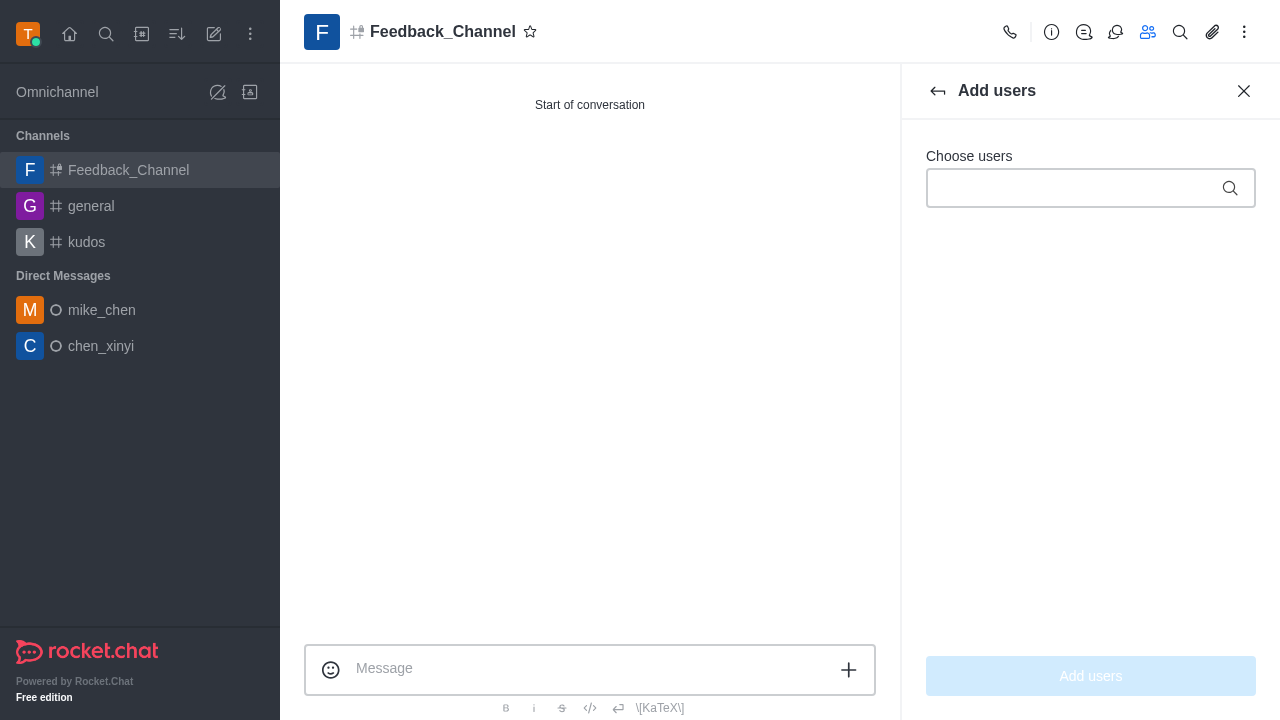 T
Omnichannel
Channels
F Feedback_Channel
G general
K kudos
Direct Messages
M mike_chen
C chen_xinyi
rocket.chat
Powered by Rocket.Chat
Free edition
F Feedback_Channel
Start of conversation
Message
B i S \[KaTeX\]
Add users
Choose users
Add users